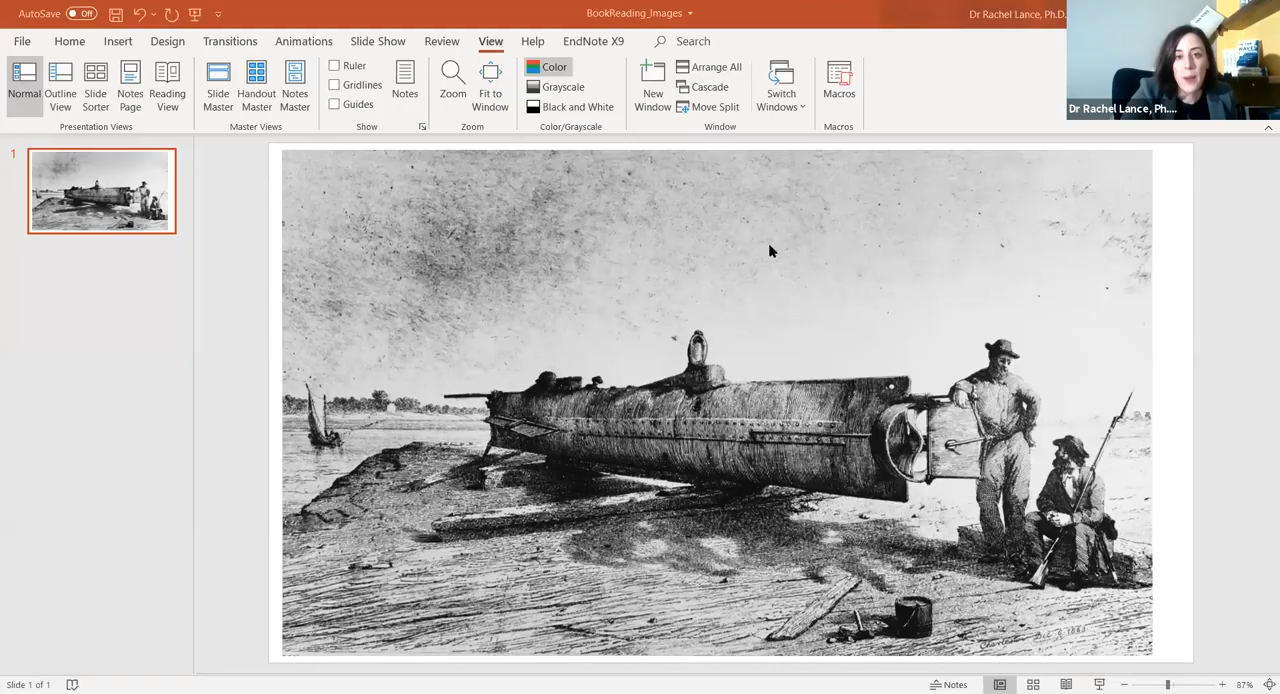 AutoSave Off BookReading_Images Dr Rachel Lance, Ph.D.
File Home Insert Design Transitions Animations Slide Show Review View Help EndNote X9 Search
Normal Outline View Slide Sorter Notes Page Reading View
Presentation Views
Slide Master Handout Master Notes Master
Master Views
Ruler
Gridlines
Guides
Notes
Show
Zoom Fit to Window
Zoom
Color
Grayscale
Black and White
Color/Grayscale
New Window
Arrange All
Cascade
Move Split
Switch Windows
Window
Macros
Macros
Dr Rachel Lance, Ph....
1
Slide 1 of 1 Notes 87%